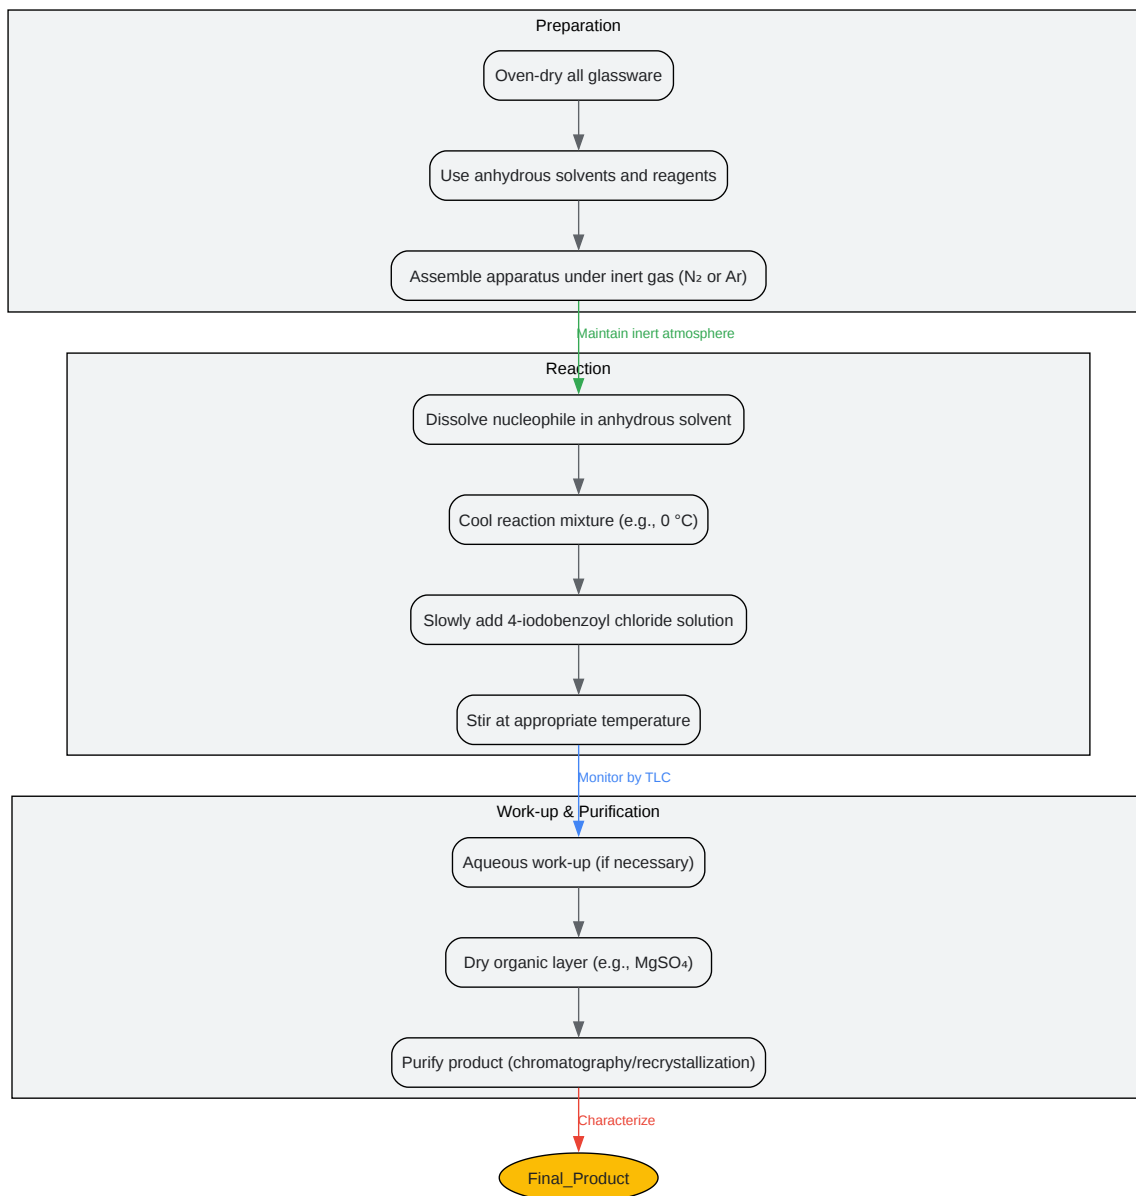 Preparation
Oven-dry all glassware
Use anhydrous solvents and reagents
Assemble apparatus under inert gas (N₂ or Ar)
Maintain inert atmosphere
Reaction
Dissolve nucleophile in anhydrous solvent
Cool reaction mixture (e.g., 0 °C)
Slowly add 4-iodobenzoyl chloride solution
Stir at appropriate temperature
Monitor by TLC
Work-up & Purification
Aqueous work-up (if necessary)
Dry organic layer (e.g., MgSO₄)
Purify product (chromatography/recrystallization)
Characterize
Final_Product